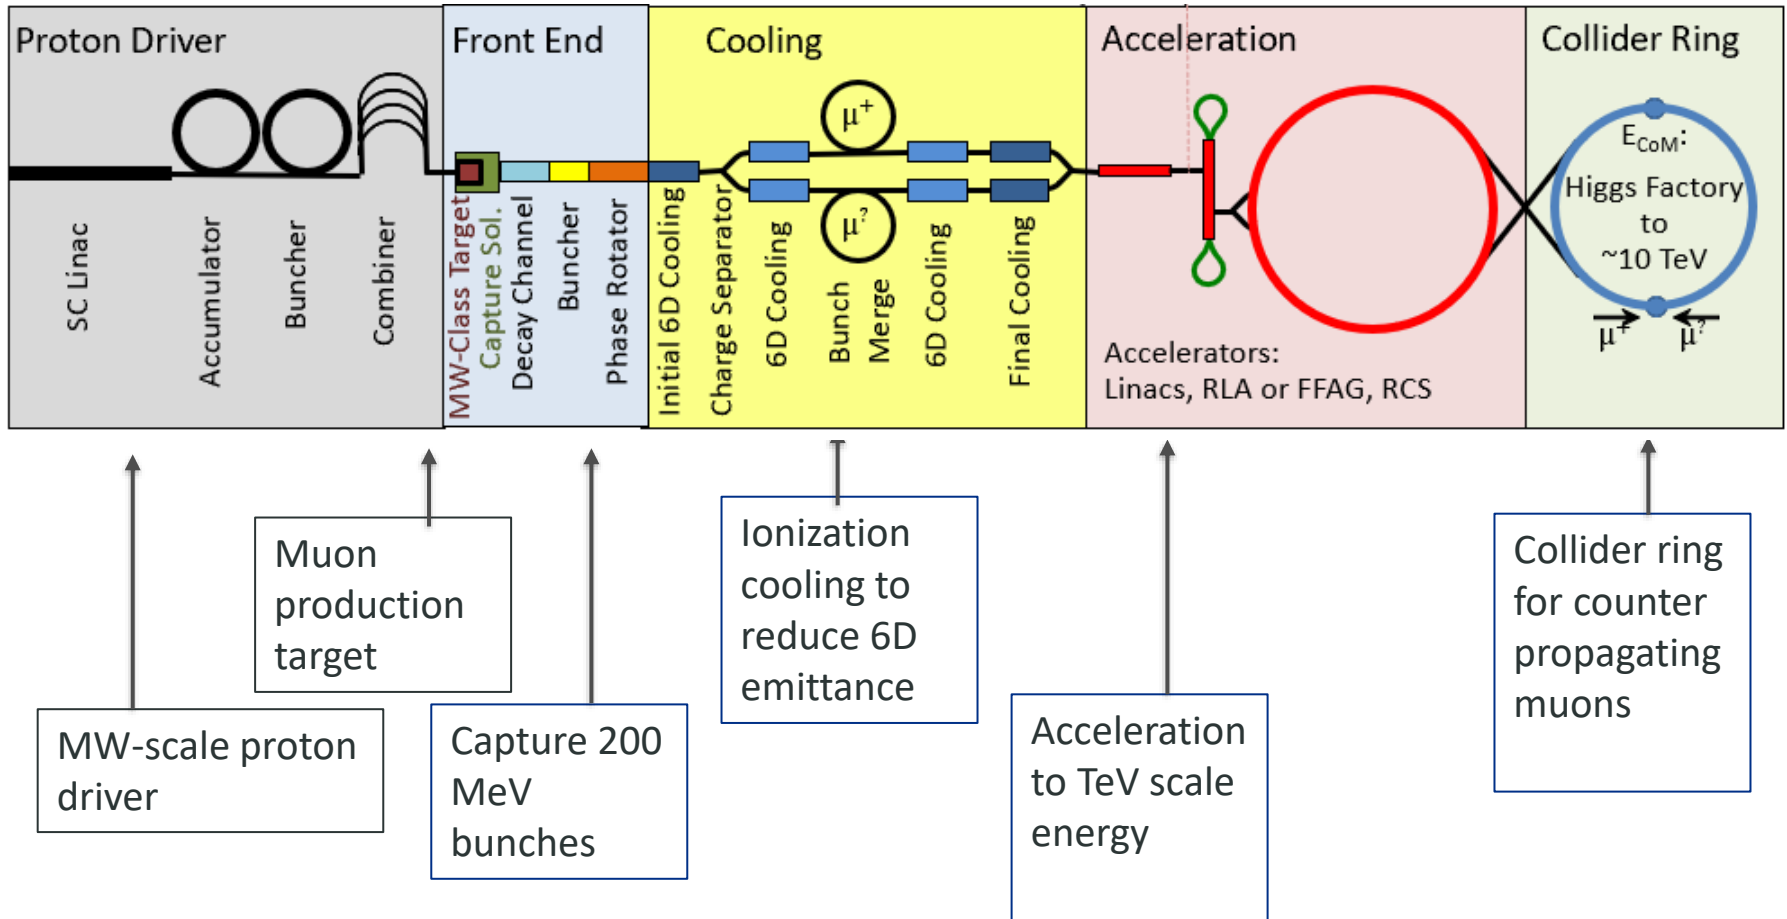 Proton Driver
Front End
Cooling
Acceleration
Collider Ring
SC Linac
Accumulator
Buncher
Combiner
MW-Class Target
Capture Sol.
Decay Channel
Buncher
Phase Rotator
Initial 6D Cooling
Charge Separator
6D Cooling
μ+
μ?
Bunch
Merge
6D Cooling
Final Cooling
Accelerators:
Linacs, RLA or FFAG, RCS
ECoM:
Higgs Factory
to
~10 TeV
μ+
μ?
MW-scale proton
driver
Muon
production
target
Capture 200
MeV
bunches
Ionization
cooling to
reduce 6D
emittance
Acceleration
to TeV scale
energy
Collider ring
for counter
propagating
muons